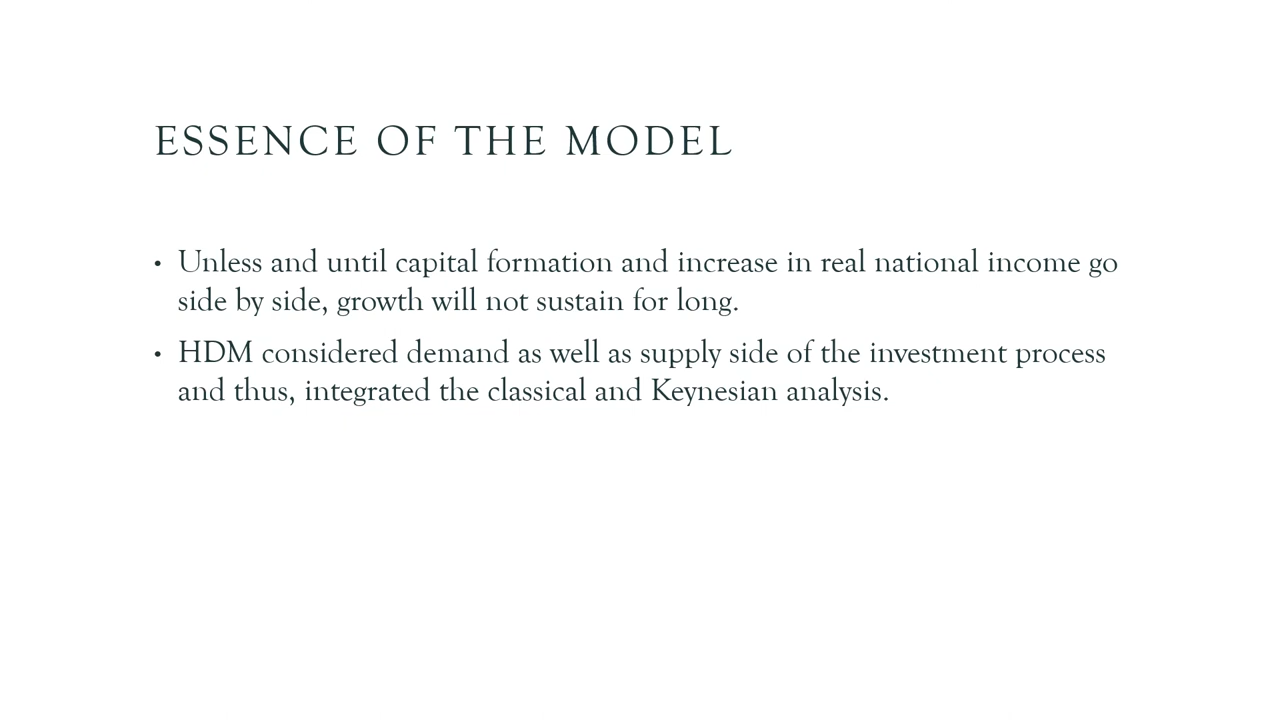 ESSENCE OF THE MODEL
• Unless and until capital formation and increase in real national income go
side by side, growth will not sustain for long.
• HDM considered demand as well as supply side of the investment process
and thus, integrated the classical and Keynesian analysis.